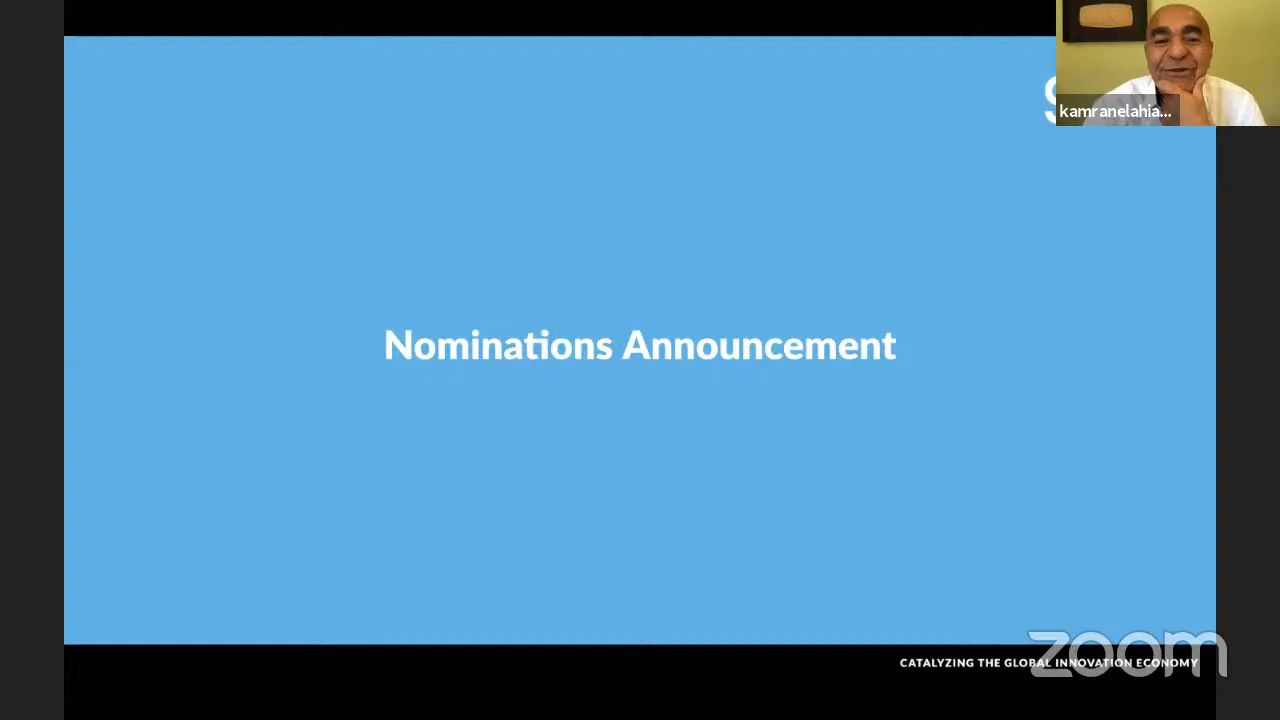 kamranelahia...
Nominations Announcement
CATALYZING THE GLOBAL INNOVATION ECONOMY
zoom